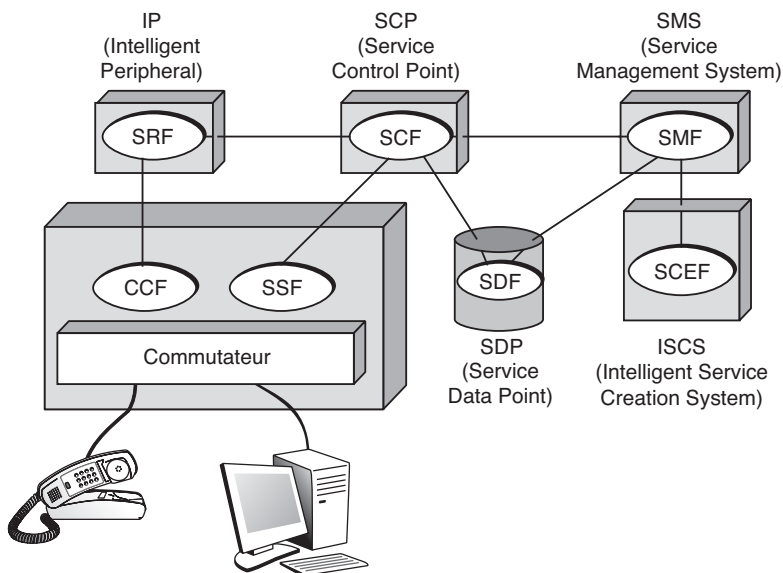 IP
(Intelligent
Peripheral)
SCP
(Service
Control Point)
SMS
(Service
Management System)
SRF
SCF
SMF
CCF
SSF
SDF
SCEF
Commutateur
SDP
(Service
Data Point)
ISCS
(Intelligent Service
Creation System)